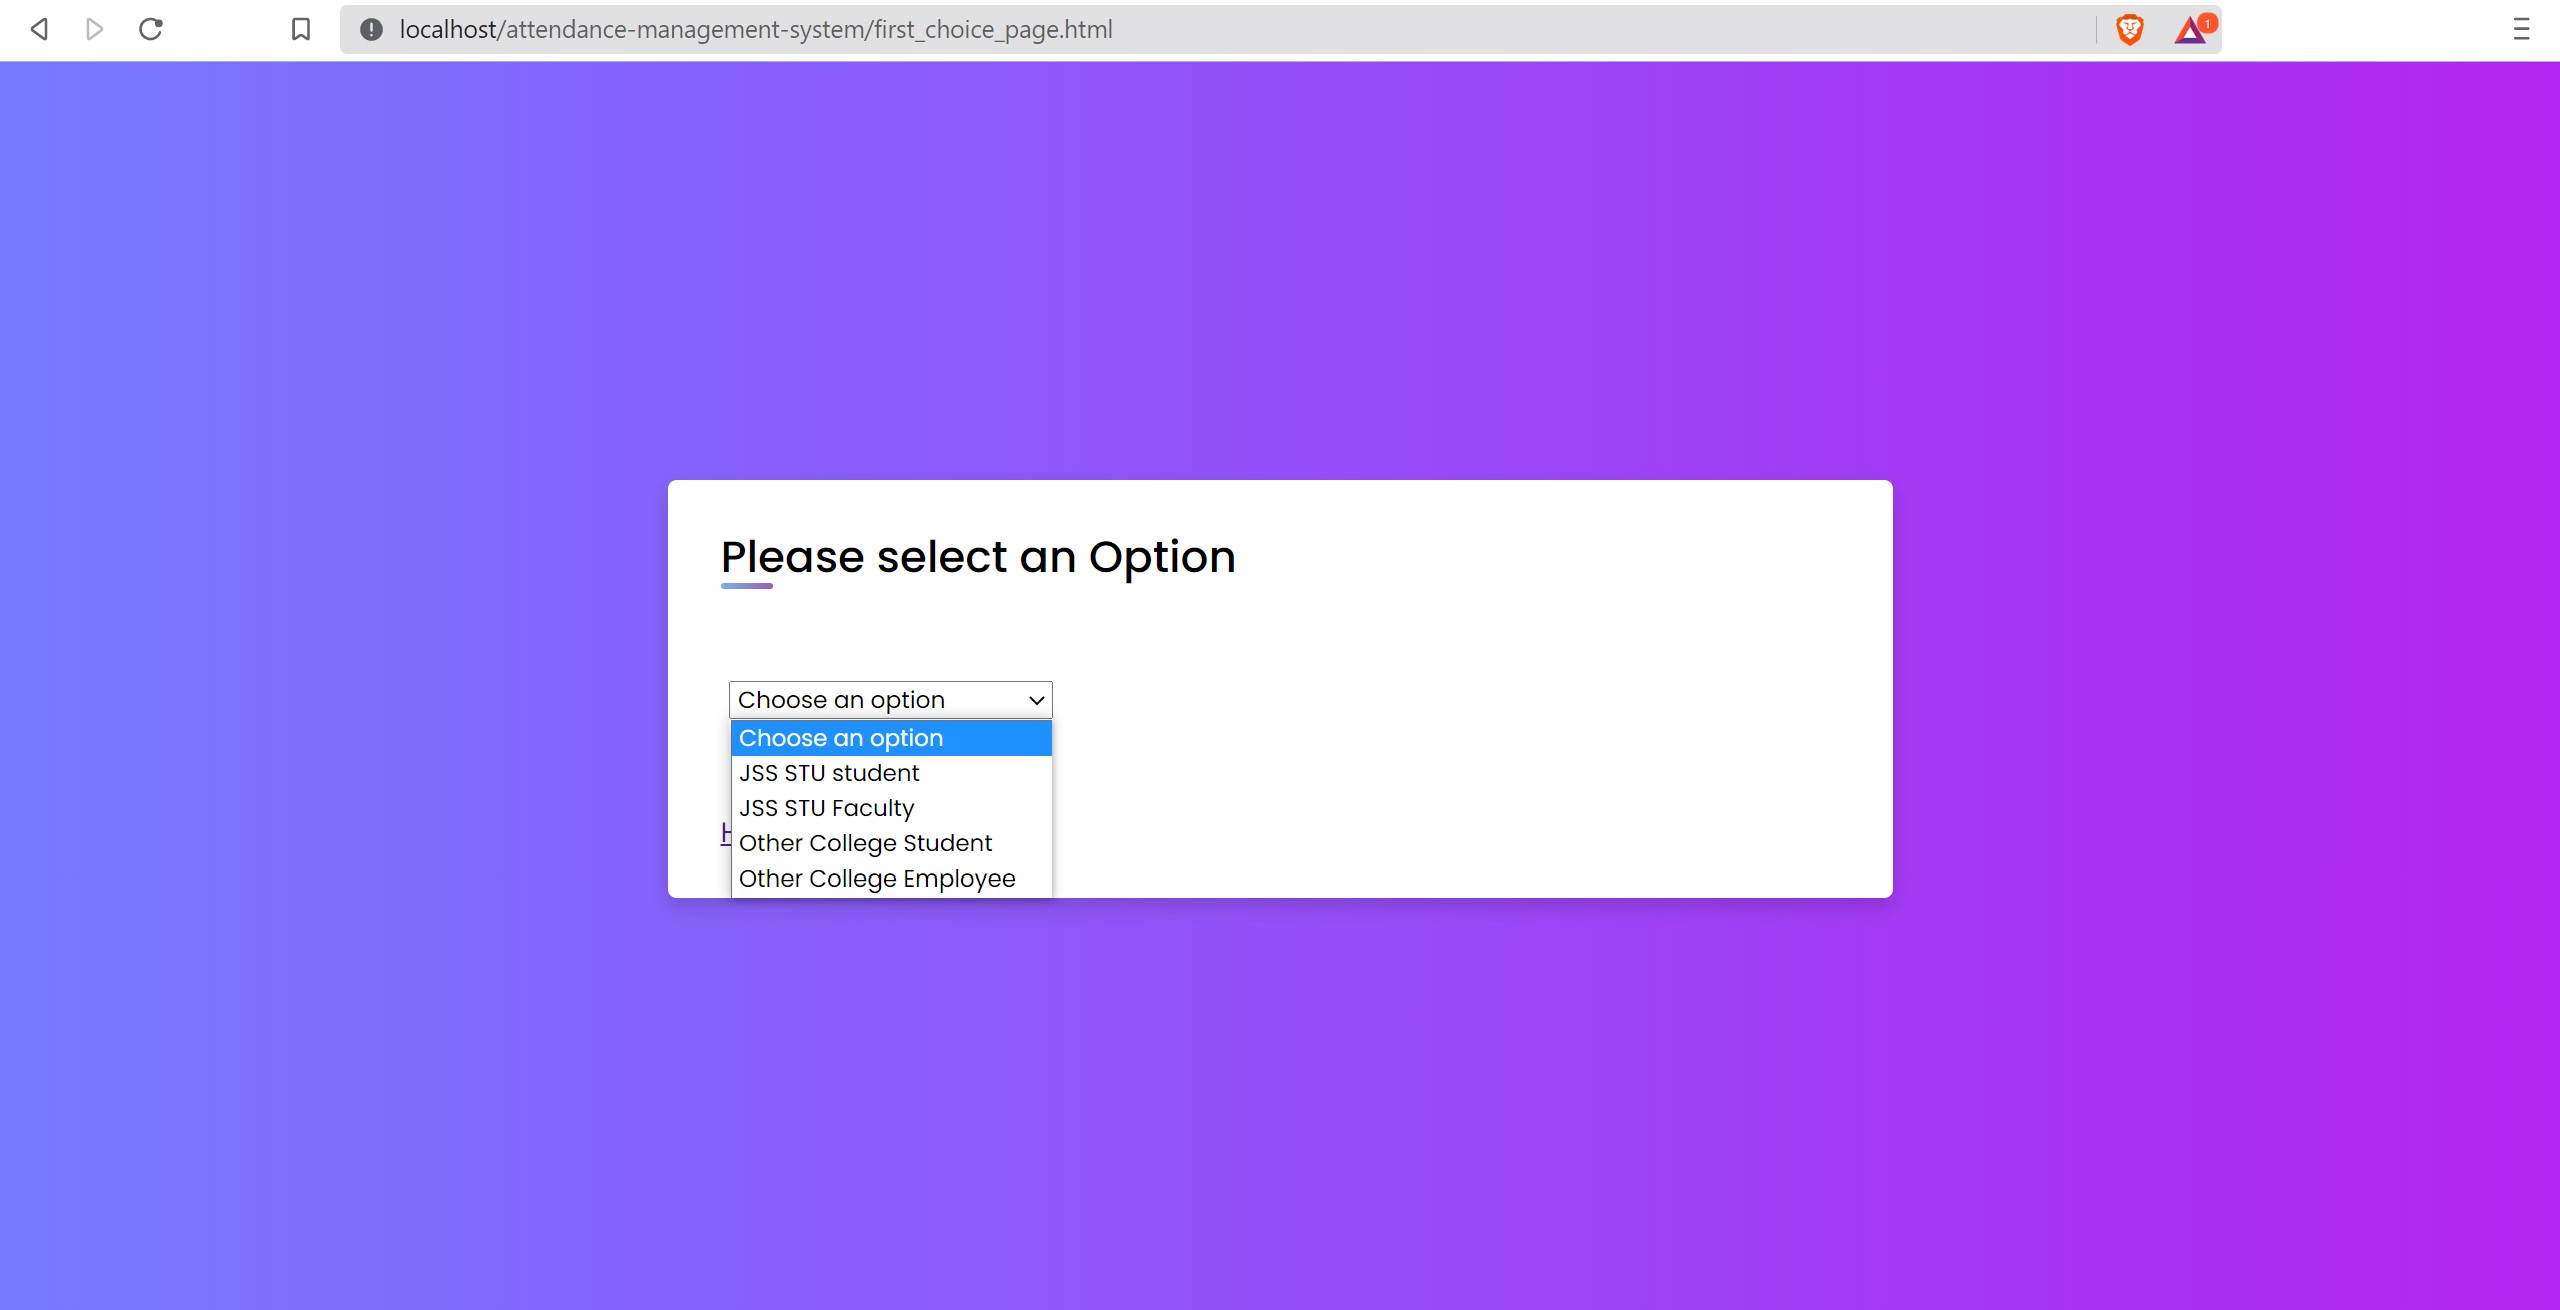 localhost/attendance-management-system/first_choice_page.html
1
Please select an Option
Choose an option
Choose an option
JSS STU student
JSS STU Faculty
Other College Student
Other College Employee